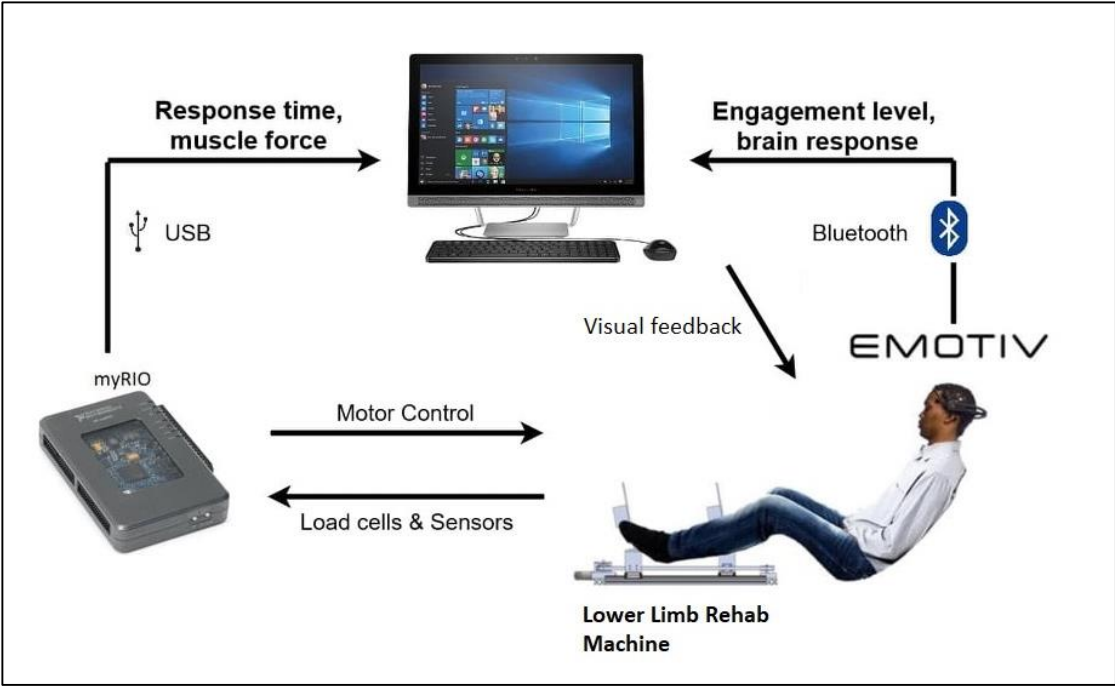 Response time,
muscle force
Engagement level,
brain response
USB
Bluetooth
Visual feedback
EMOTIV
myRIO
Motor Control
Load cells & Sensors
Lower Limb Rehab
Machine